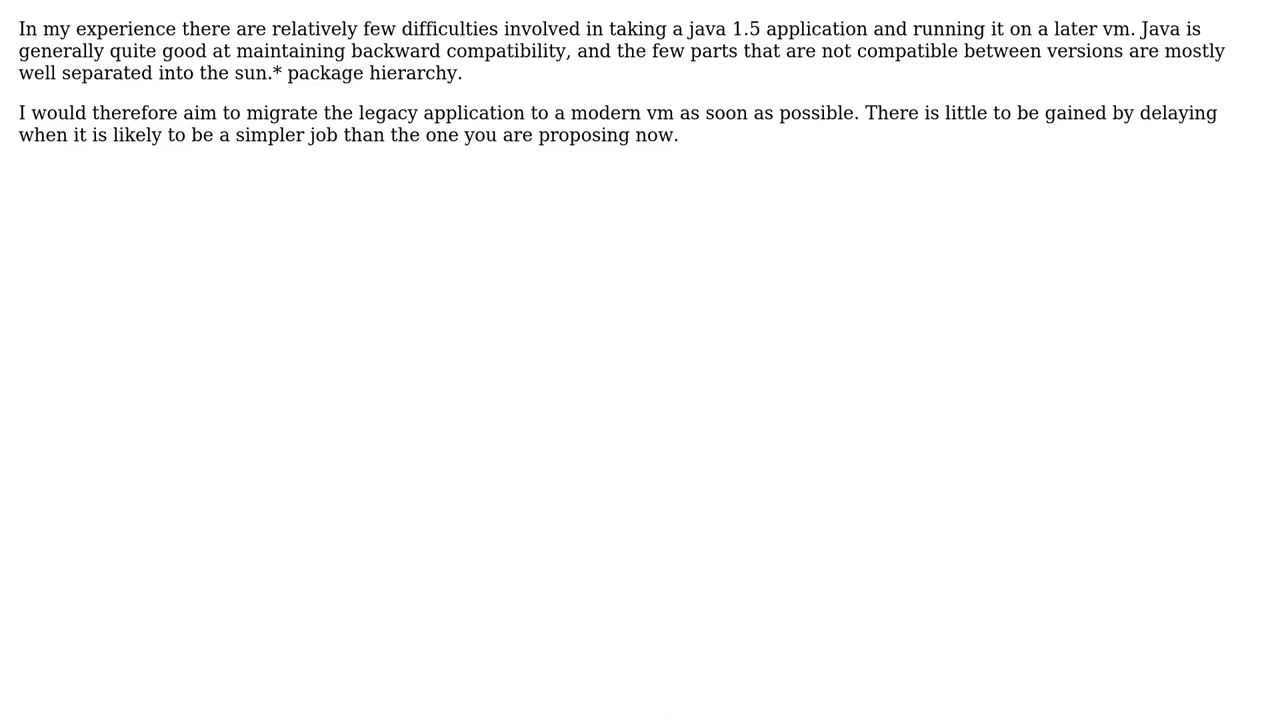 In my experience there are relatively few difficulties involved in taking a java 1.5 application and running it on a later vm. Java is
generally quite good at maintaining backward compatibility, and the few parts that are not compatible between versions are mostly
well separated into the sun.* package hierarchy.
I would therefore aim to migrate the legacy application to a modern vm as soon as possible. There is little to be gained by delaying
when it is likely to be a simpler job than the one you are proposing now.